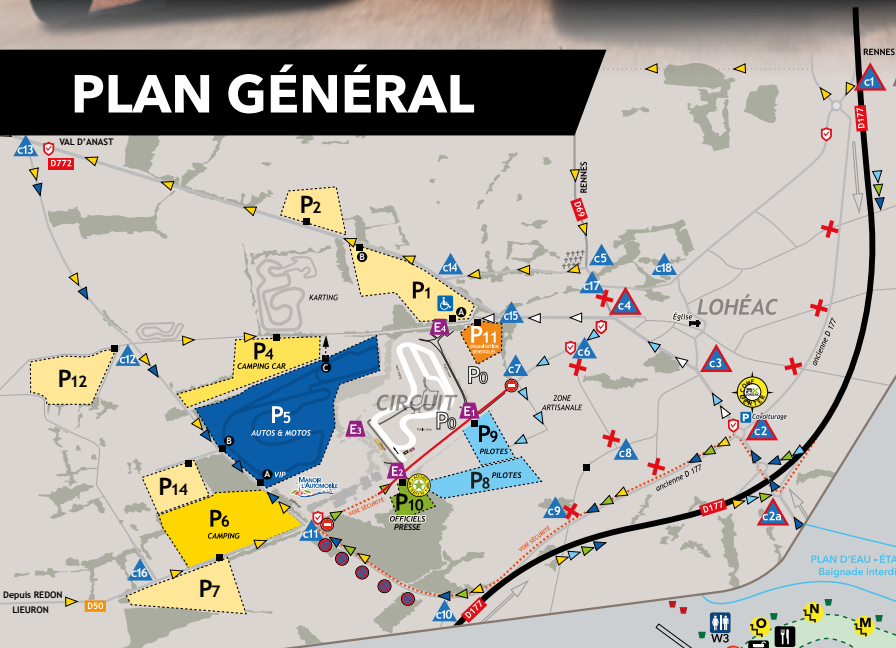 PLAN GÉNÉRAL
RENNES
c1
D177
VAL D'ANAST
c13
D772
RENNES
D69
P2
B
P1
A
c14
c5
c17
c18
c4
KARTING
E4
c15
P11
Église
LOHÉAC
ancienne D 177
c6
c3
c7
P0
P4
CAMPING CAR
C
c12
P12
CIRCUIT
P0
ZONE
ARTISANALE
Covoiturage
P
c2
P5
AUTOS & MOTOS
E3
E1
P9
PILOTES
c8
B
A
VIP
MANOIR
L'AUTOMOBILE
E2
P8
PILOTES
ancienne D 177
P14
P10
OFFICIELS
PRESSE
VOIE SÉCURITÉ
c9
D177
c2a
P6
CAMPING
c11
VOIE SÉCURITÉ
c16
P7
PLAN D'EAU - ÉTA
Baignade interdi
Depuis REDON
LIEURON
D50
c10
D177
W3
O
N
M